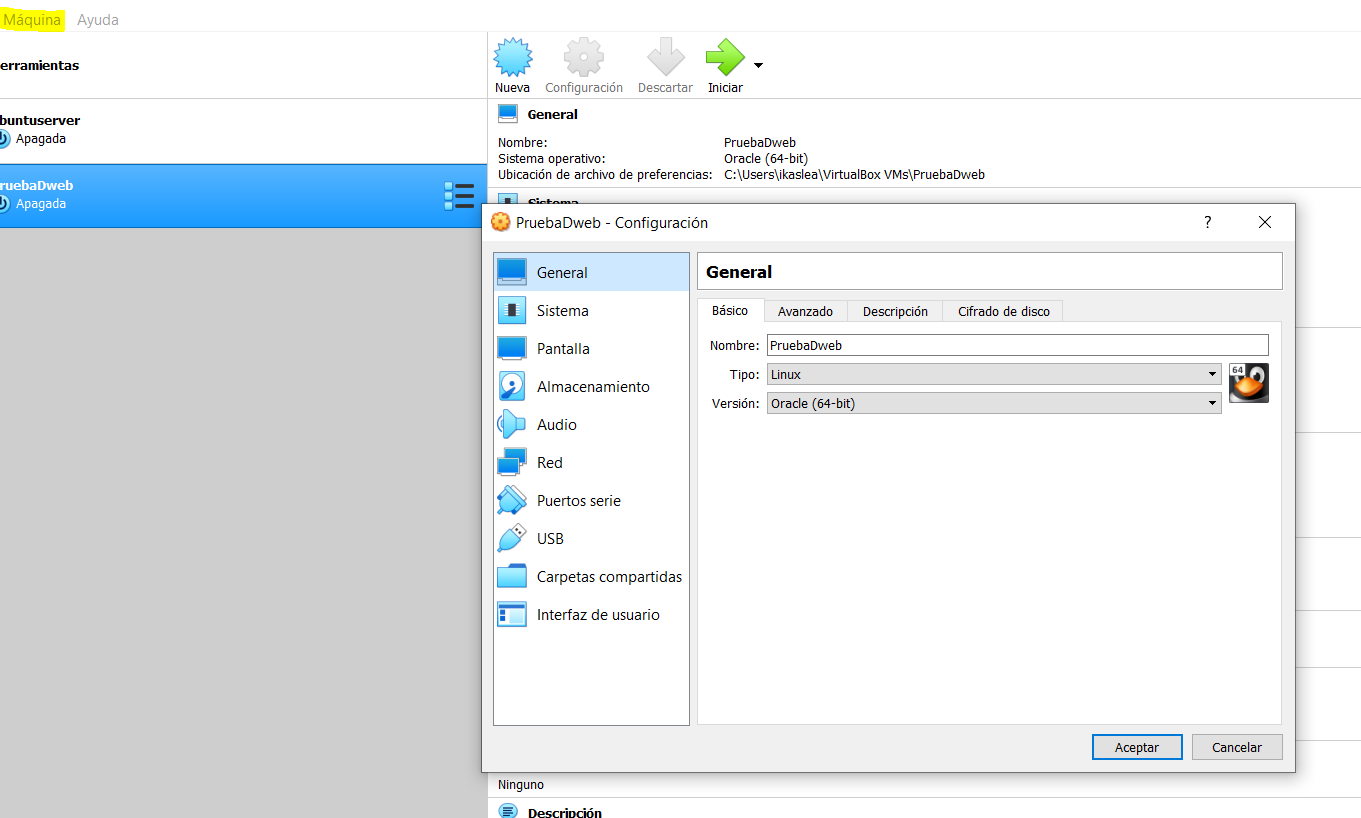 Máquina Ayuda
erramientas
Nueva Configuración Descartar Iniciar
buntuserver
Apagada
ruebaDweb
Apagada
General
Nombre: PruebaDweb
Sistema operativo: Oracle (64-bit)
Ubicación de archivo de preferencias: C:\Users\ikaslea\VirtualBox VMs\PruebaDweb
Sistema
PruebaDweb - Configuración ?
General
Sistema
Pantalla
Almacenamiento
Audio
Red
Puertos serie
USB
Carpetas compartidas
Interfaz de usuario
General
Básico Avanzado Descripción Cifrado de disco
Nombre: PruebaDweb
Tipo: Linux
64
Versión: Oracle (64-bit)
Aceptar Cancelar
Ninguno
Descripción